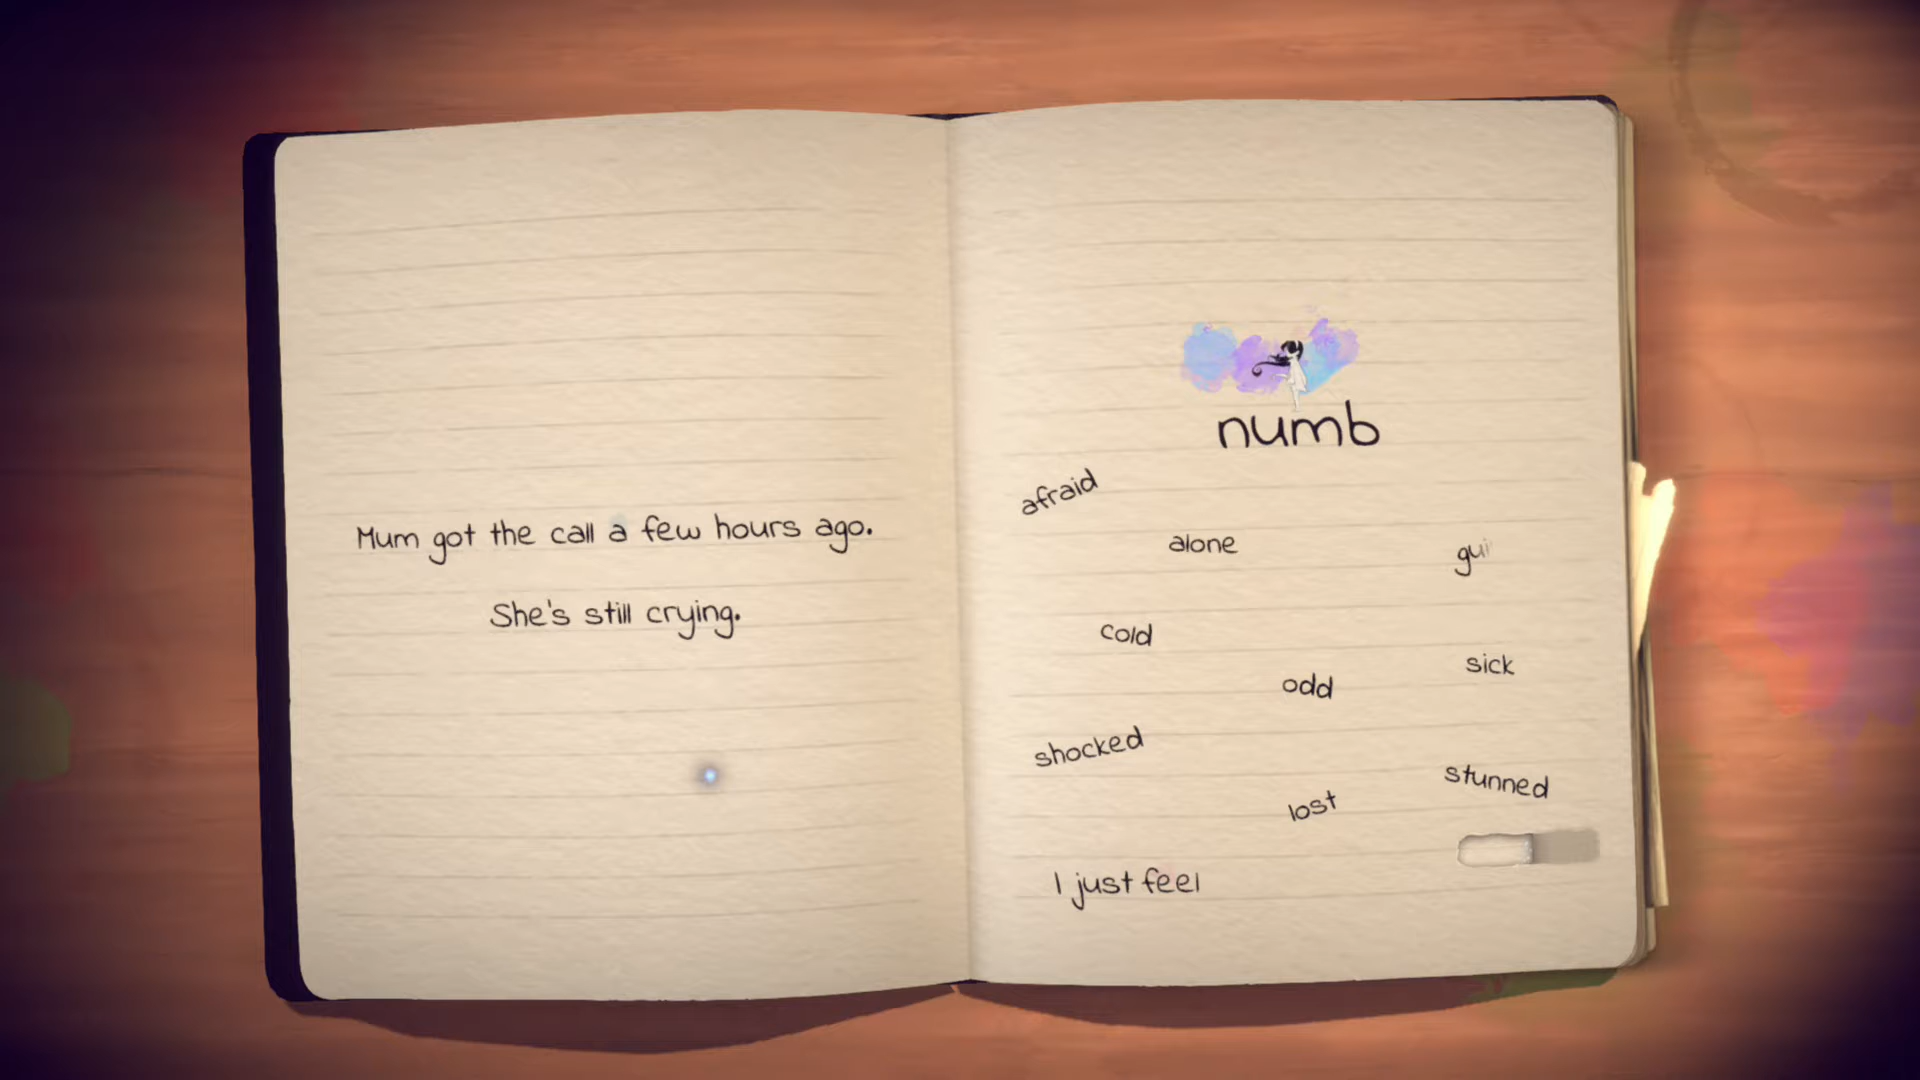 Mum got the call a few hours ago.
She's still crying.
numb
afraid
alone
gui
cold
sick
odd
shocked
stunned
lost
I just feel